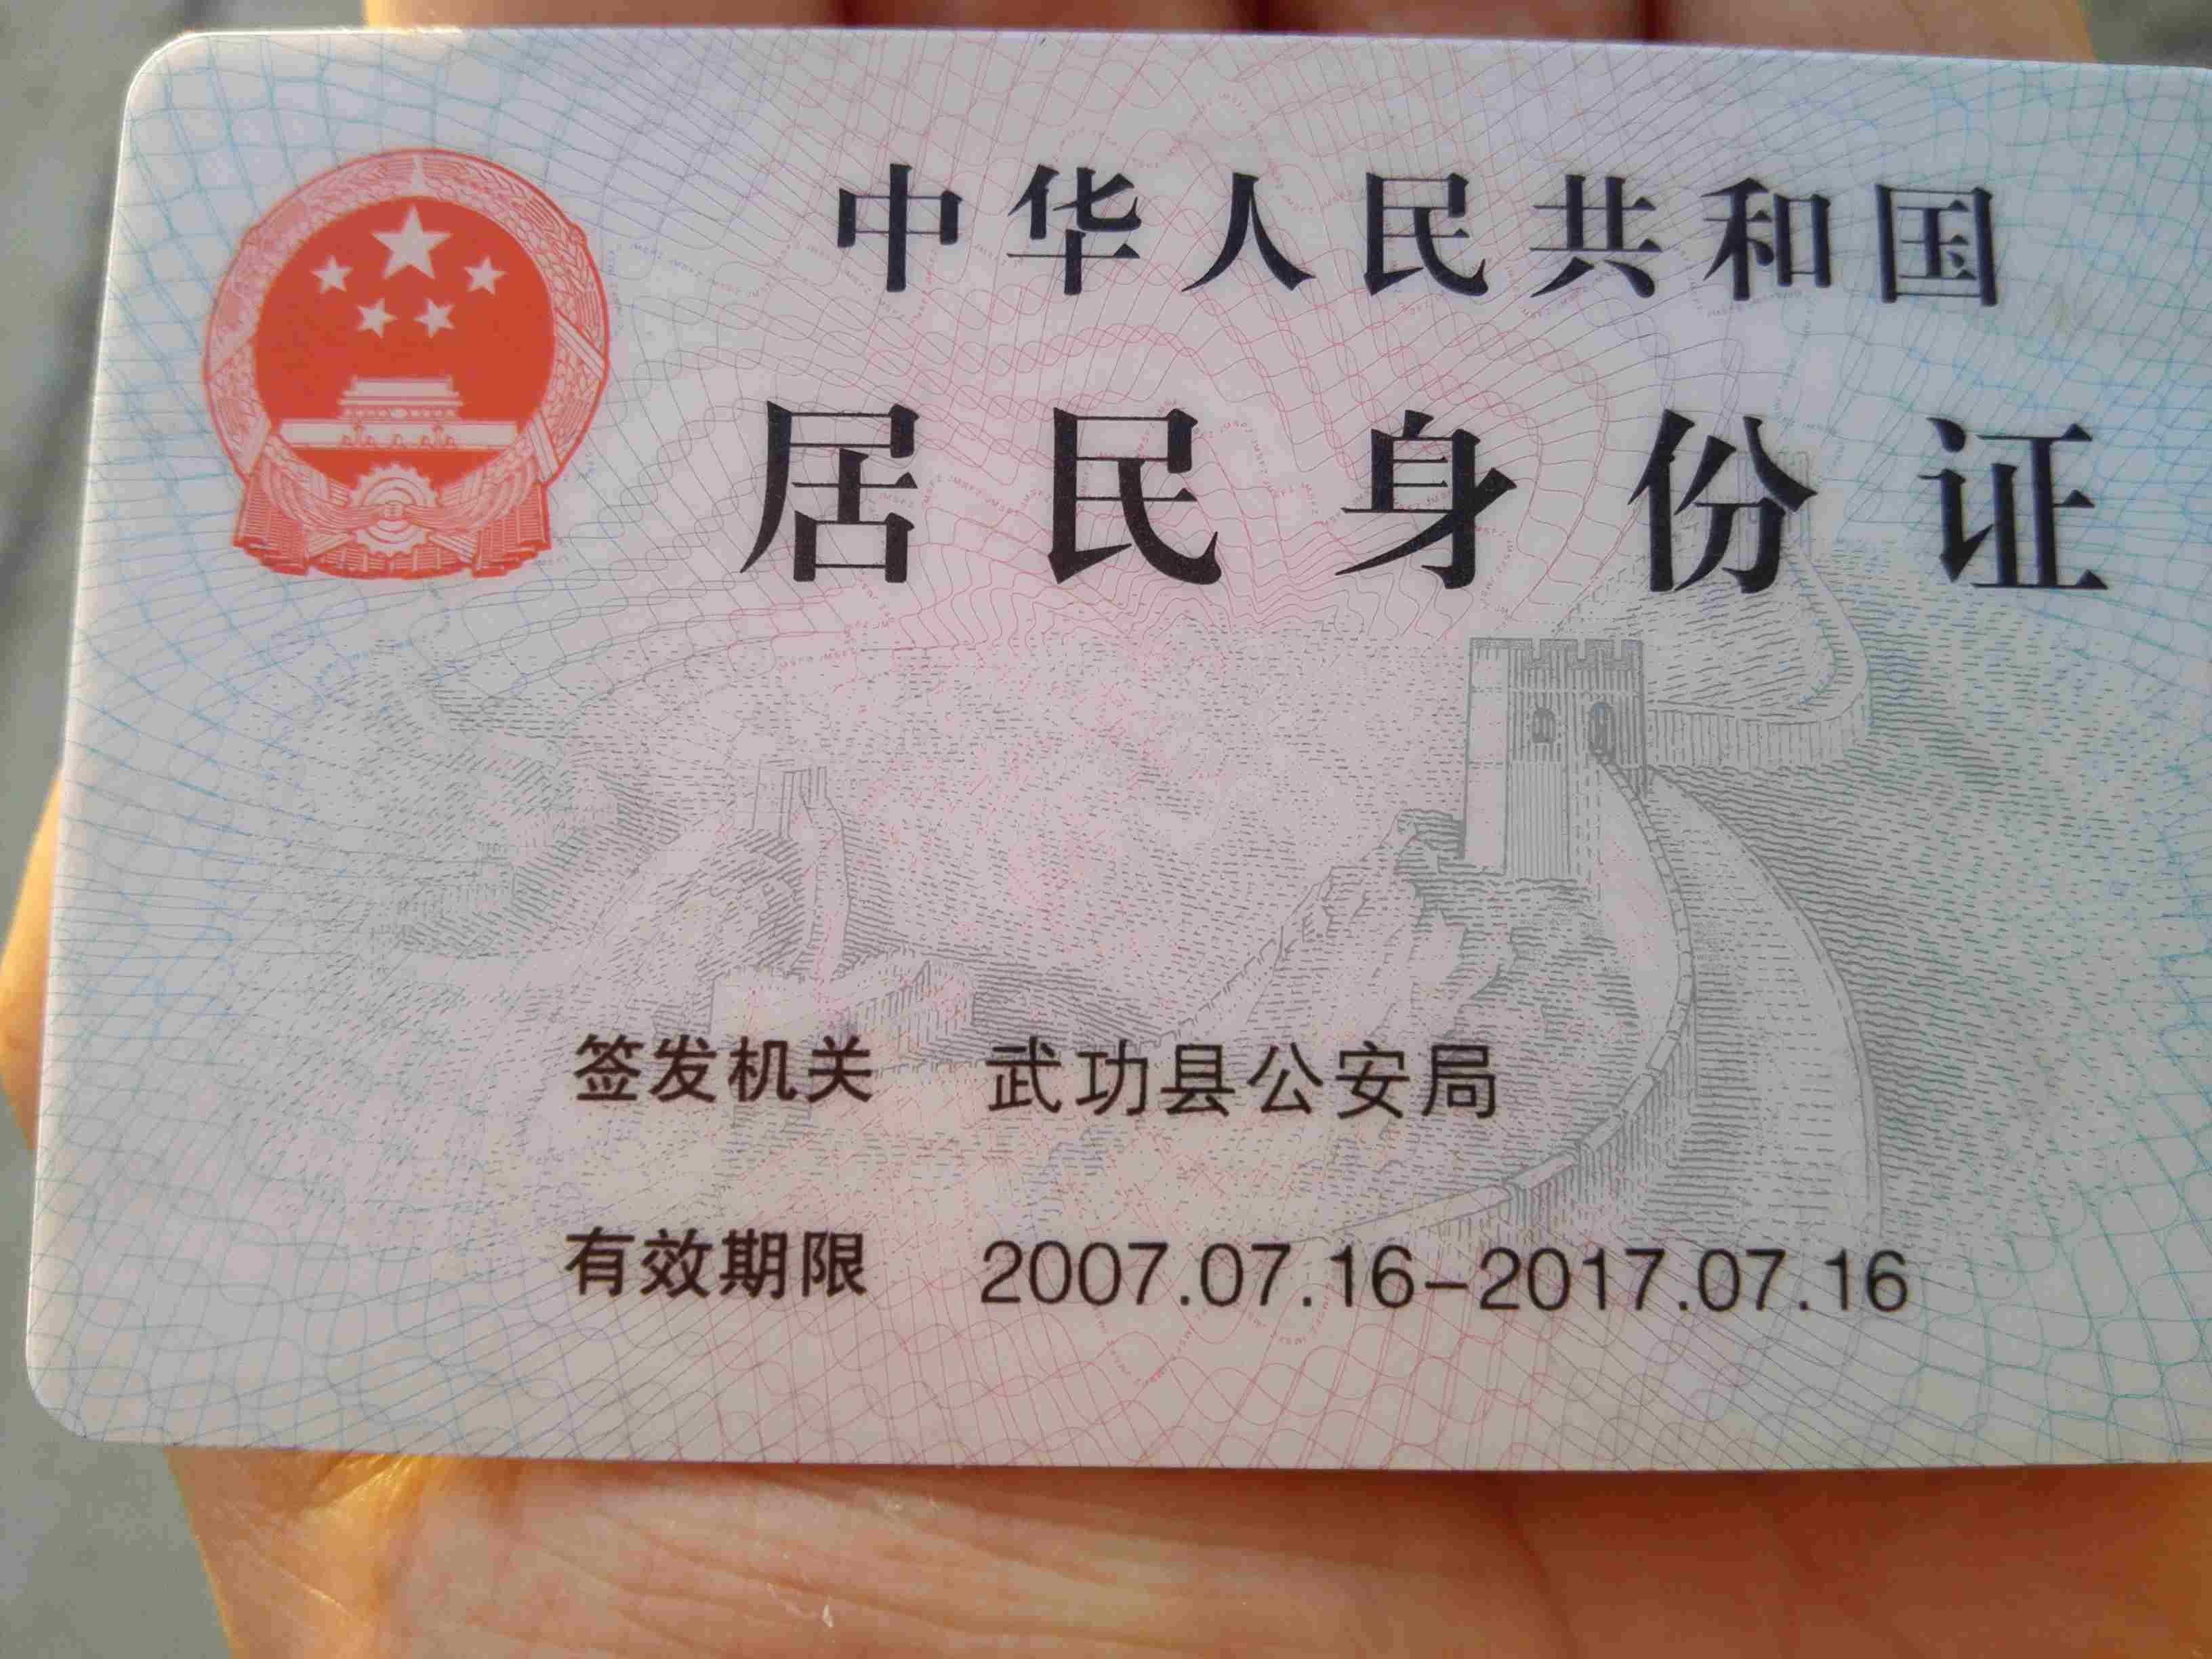 中华人民共和国
居民身份证
签发机关 武功县公安局
有效期限 2007.07.16-2017.07.16